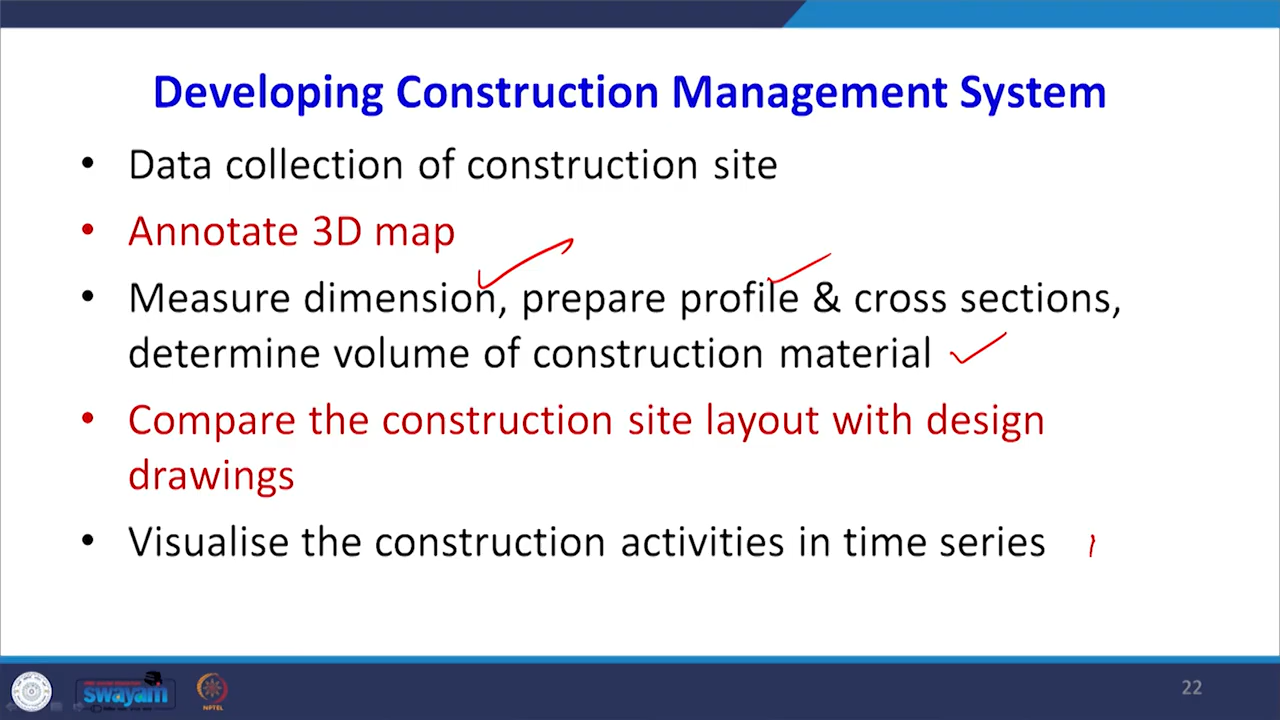 Developing Construction Management System
• Data collection of construction site
• Annotate 3D map
• Measure dimension, prepare profile & cross sections,
determine volume of construction material
• Compare the construction site layout with design
drawings
• Visualise the construction activities in time series
swayam
NPTEL
22